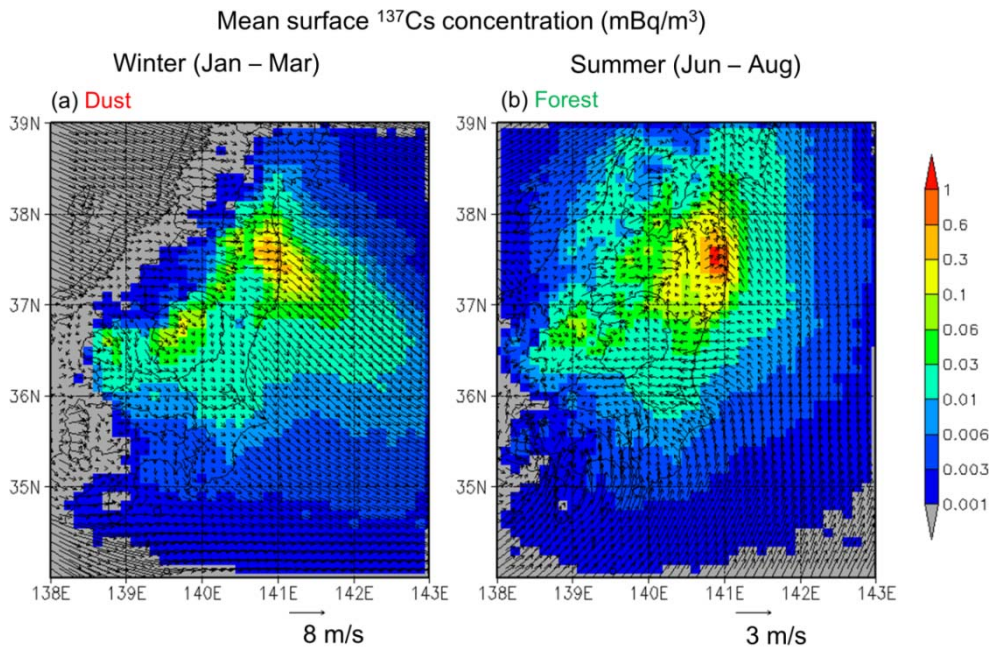 Mean surface ¹³⁷Cs concentration (mBq/m³)
Winter (Jan – Mar)
Summer (Jun – Aug)
(a) Dust
(b) Forest
39N
38N
37N
36N
35N
138E 139E 140E 141E 142E 143E
8 m/s
39N
38N
37N
36N
35N
138E 139E 140E 141E 142E 143E
3 m/s
1
0.6
0.3
0.1
0.06
0.03
0.01
0.006
0.003
0.001